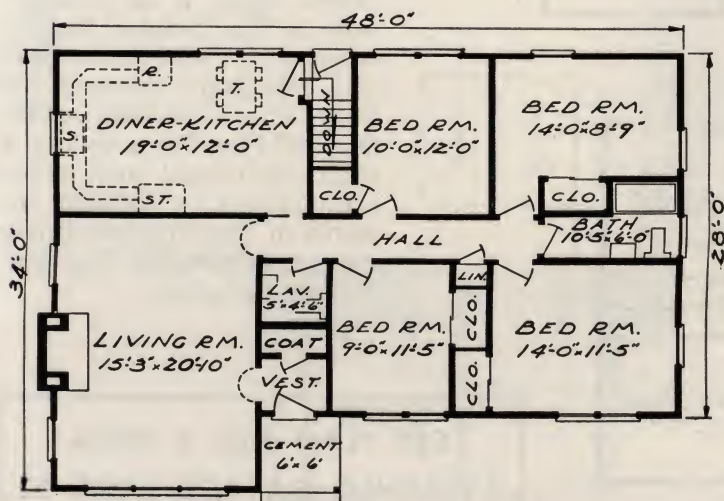 48'-0"
R.
T.
DINER-KITCHEN
19'-0"x12'-0"
S.
ST.
DOWN
CLO.
BED RM.
10'-0"x12'-0"
BED RM.
14'-0"x8'-9"
CLO.
BATH
10'-5"x6'-0"
HALL
34'-0"
28'-0"
LIVING RM.
15'-3"x20'-10"
LAV.
5'x4'-6"
COAT
VEST.
CEMENT
6'x6'
BED RM.
9'-0"x11'-5"
LIN.
CLO.
CLO.
BED RM.
14'-0"x11'-5"